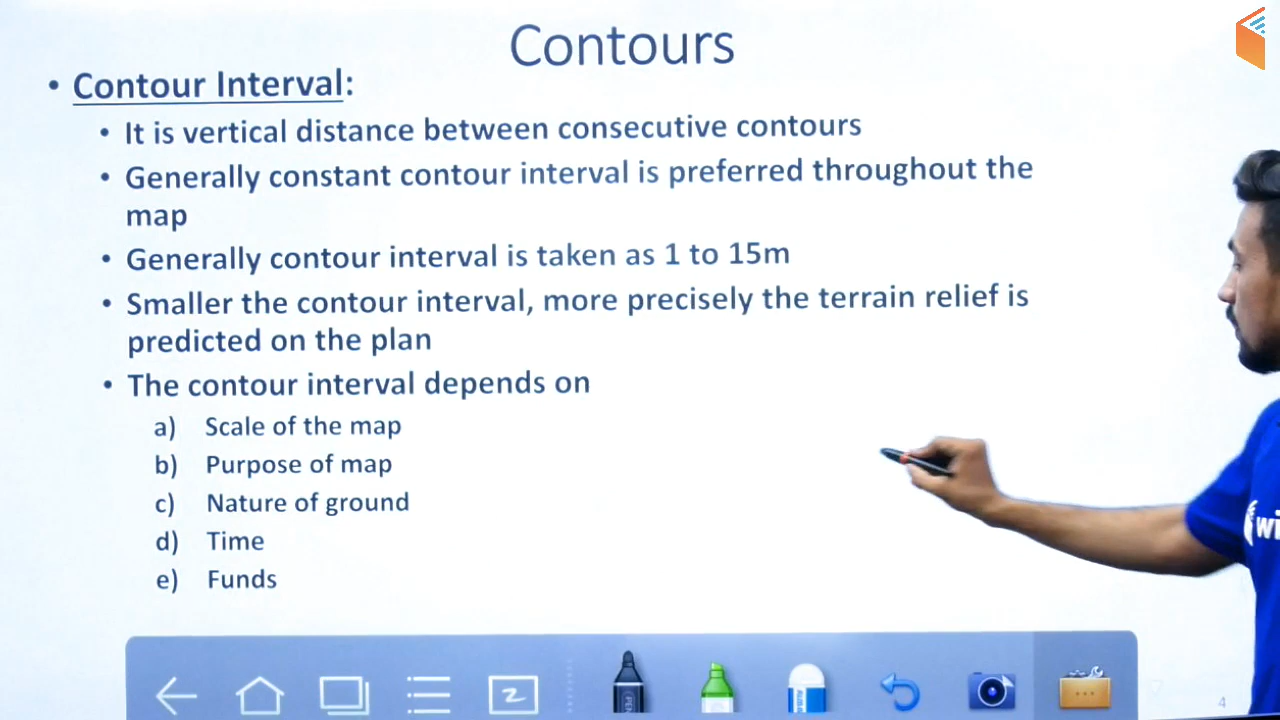 Contours
• Contour Interval:
• It is vertical distance between consecutive contours
• Generally constant contour interval is preferred throughout the
map
• Generally contour interval is taken as 1 to 15m
• Smaller the contour interval, more precisely the terrain relief is
predicted on the plan
• The contour interval depends on
a) Scale of the map
b) Purpose of map
c) Nature of ground
d) Time
e) Funds
wi
4